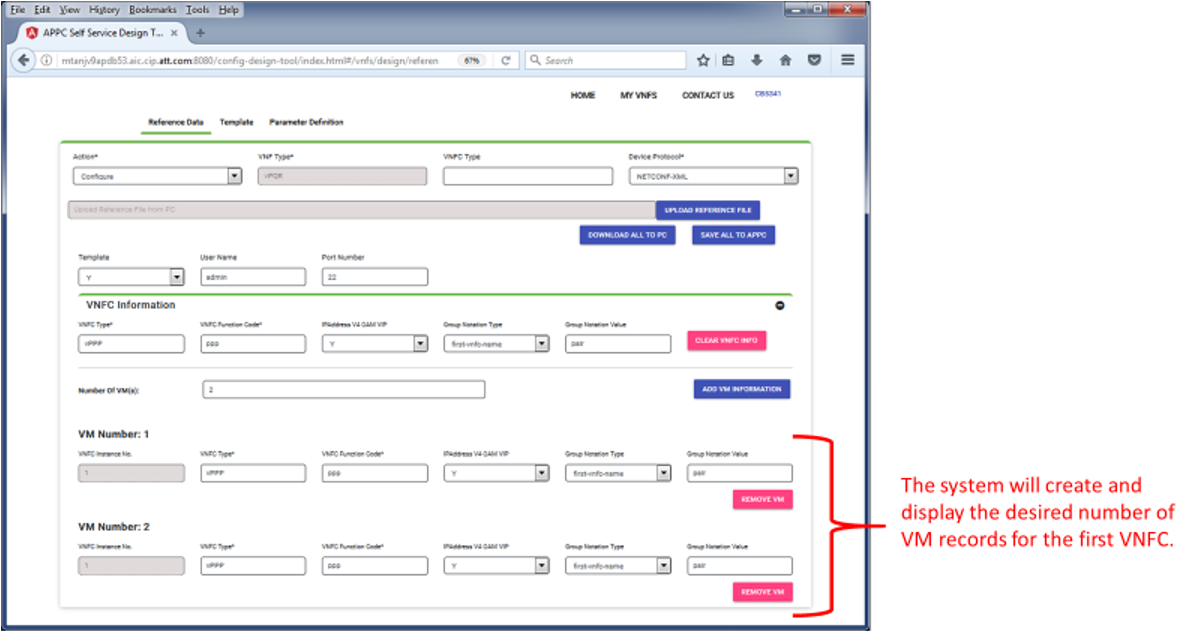 File Edit View History Bookmarks Tools Help
APPC Self Service Design T... × +
mtanjv9apdb53.aic.cip.att.com:8080/config-design-tool/index.html#/vnfs/design/referen 67% Search
HOME MY VNFS CONTACT US CB5341
Reference Data Template Parameter Definition
Action* VNF Type* VNFC Type Device Protocol*
Configure NETCONF-XML
Upload Reference File from PC UPLOAD REFERENCE FILE
DOWNLOAD ALL TO PC SAVE ALL TO APPC
Template User Name Port Number
Y admin 22
VNFC Information
VNFC Type* VNFC Function Code* IPAddress V4 OAM VIP Group Notation Type Group Notation Value
vPPP ppp Y first-vnfc-name pair CLEAR VNFC INFO
Number Of VM(s): 2 ADD VM INFORMATION
VM Number: 1
VNFC Instance No. VNFC Type* VNFC Function Code* IPAddress V4 OAM VIP Group Notation Type Group Notation Value
1 vPPP ppp Y first-vnfc-name pair
REMOVE VM
VM Number: 2
VNFC Instance No. VNFC Type* VNFC Function Code* IPAddress V4 OAM VIP Group Notation Type Group Notation Value
1 vPPP ppp Y first-vnfc-name pair
REMOVE VM
The system will create and
display the desired number of
VM records for the first VNFC.